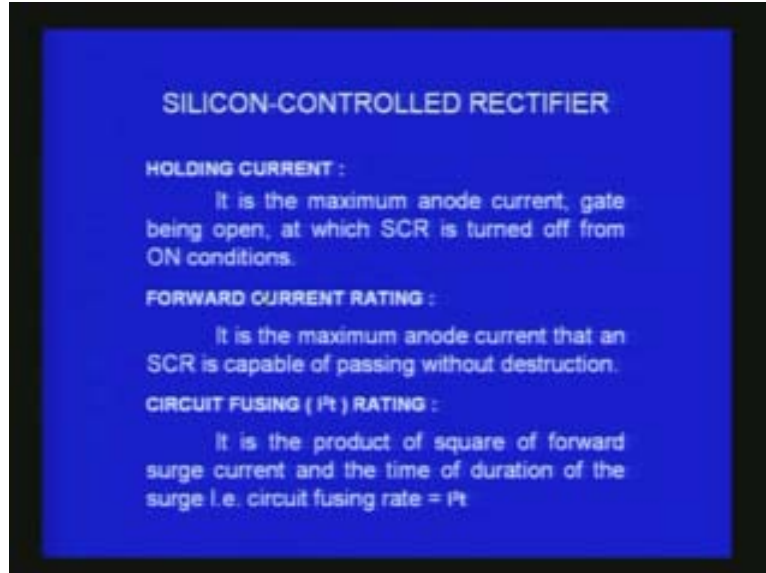 SILICON-CONTROLLED RECTIFIER
HOLDING CURRENT :
It is the maximum anode current, gate
being open, at which SCR is turned off from
ON conditions.
FORWARD CURRENT RATING :
It is the maximum anode current that an
SCR is capable of passing without destruction.
CIRCUIT FUSING ( I²t ) RATING :
It is the product of square of forward
surge current and the time of duration of the
surge I.e. circuit fusing rate = I²t